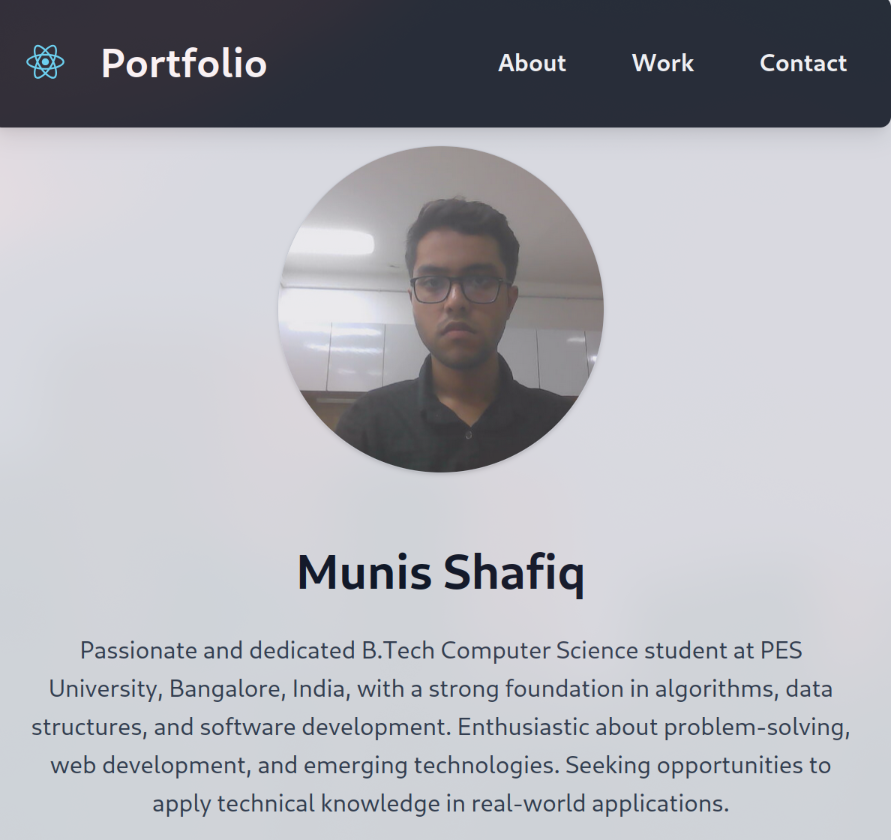 Portfolio
About Work Contact
Munis Shafiq
Passionate and dedicated B.Tech Computer Science student at PES
University, Bangalore, India, with a strong foundation in algorithms, data
structures, and software development. Enthusiastic about problem-solving,
web development, and emerging technologies. Seeking opportunities to
apply technical knowledge in real-world applications.